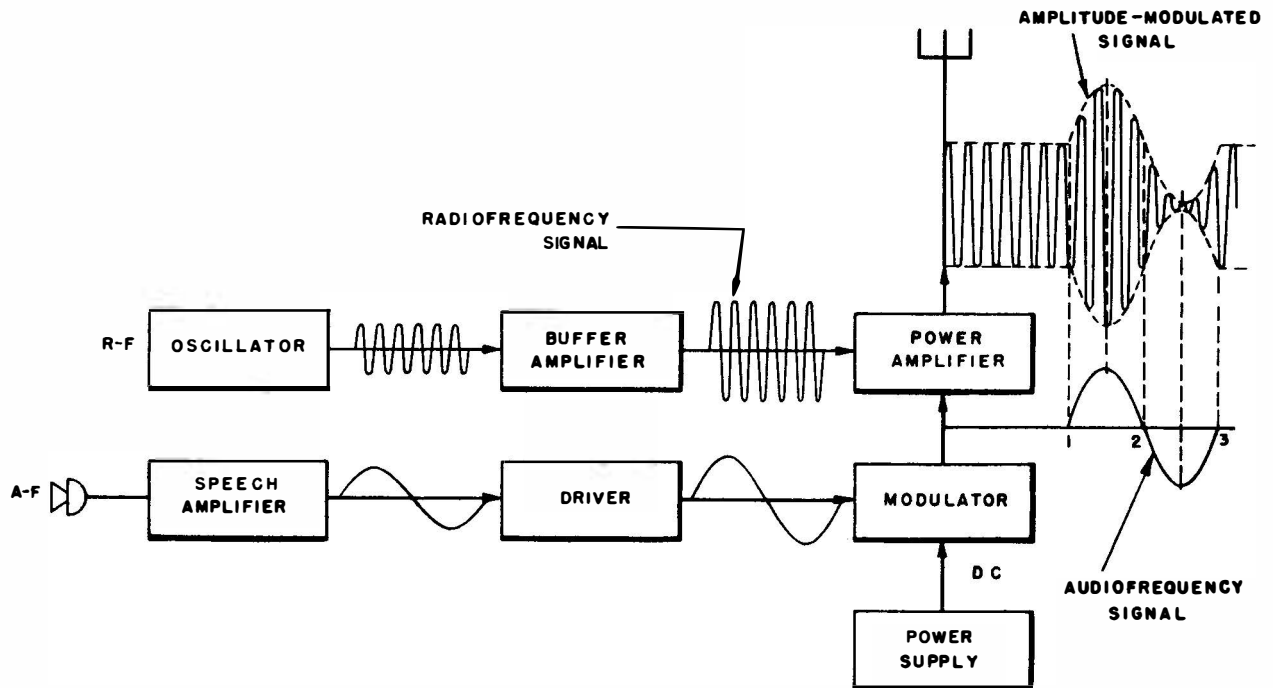 AMPLITUDE-MODULATED
SIGNAL
RADIOFREQUENCY
SIGNAL
R-F
OSCILLATOR
BUFFER
AMPLIFIER
POWER
AMPLIFIER
1
2
3
A-F
SPEECH
AMPLIFIER
DRIVER
MODULATOR
DC
AUDIOFREQUENCY
SIGNAL
POWER
SUPPLY